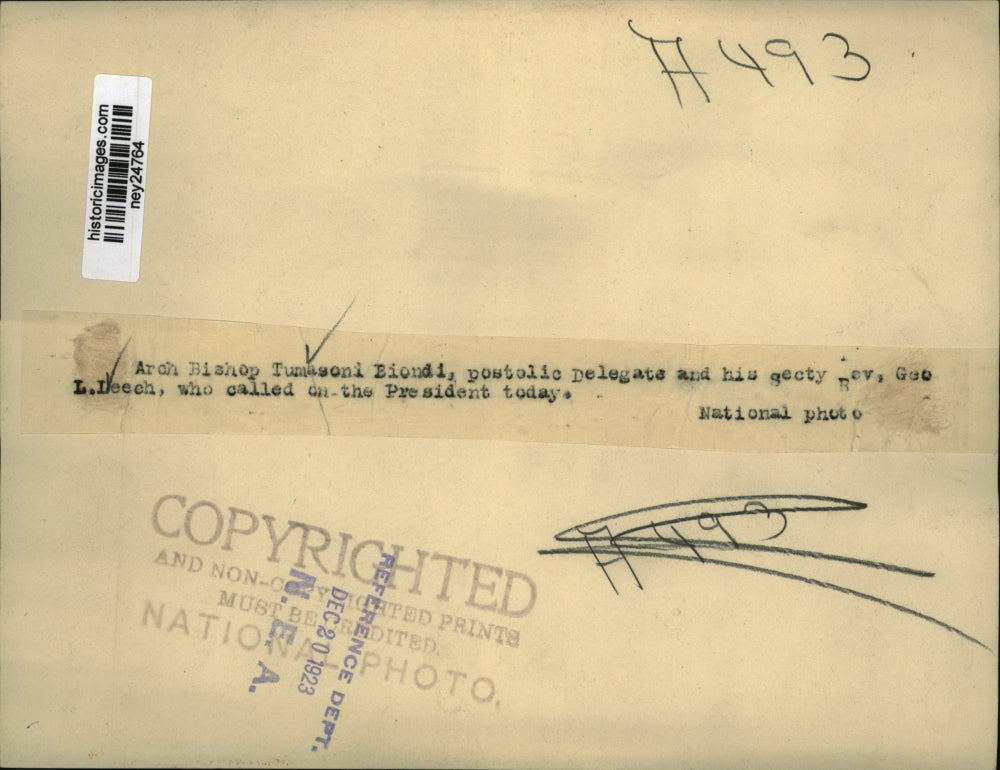 A 493
historicimages.com
ney24764
Arch Bishop Tumasoni Biondi, postolic Delegate and his secty Rev, Geo
L.Leech, who called on the President today.
National photo
A 493
COPYRIGHTED
AND NON-COPYRIGHTED PRINTS
MUST BE CREDITED.
NATIONAL PHOTO.
REFERENCE DEPT.
DEC 20 1923
N. E. A.